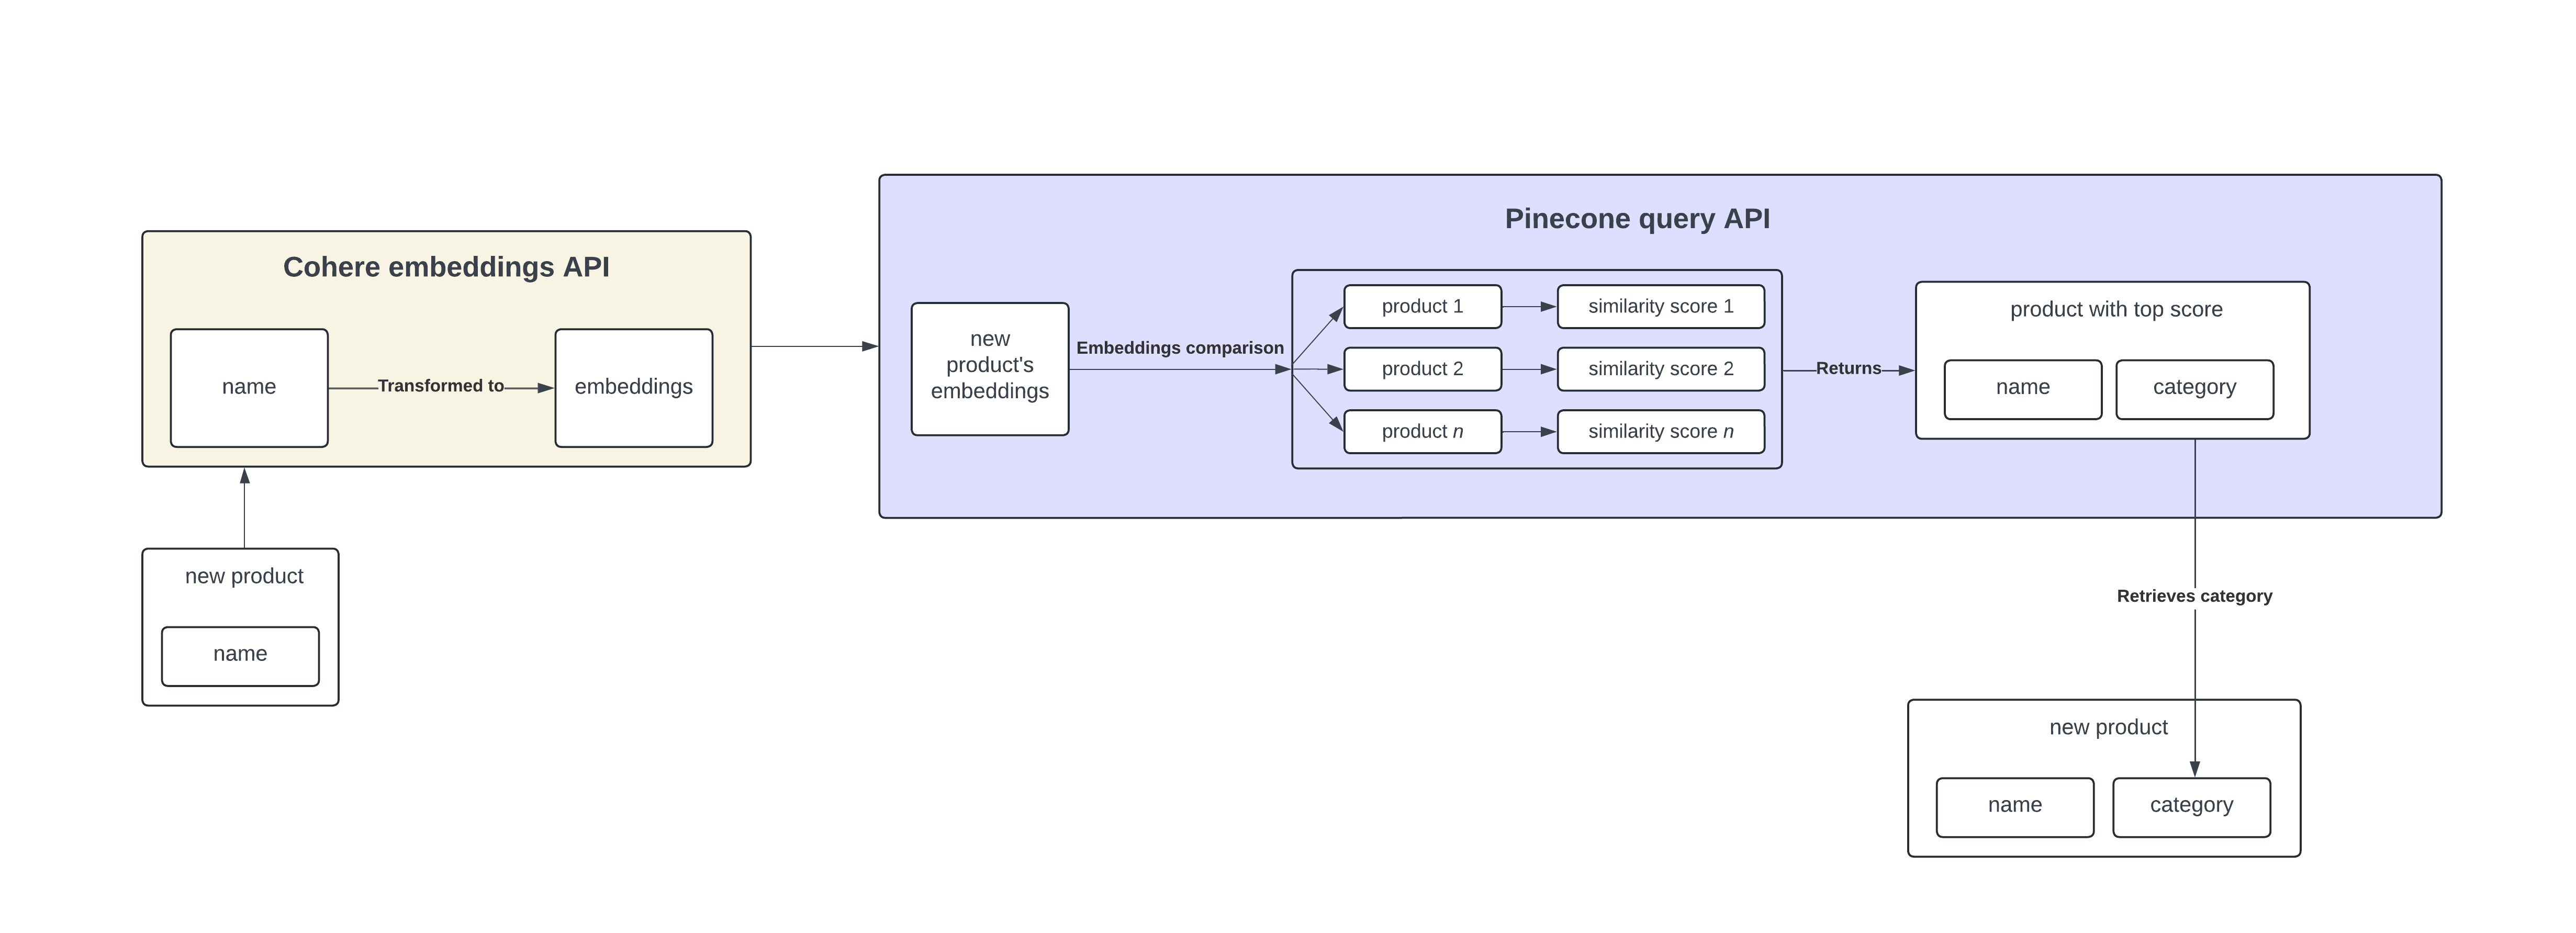 Pinecone query API
Cohere embeddings API
name
Transformed to
embeddings
new product
name
new
product's
embeddings
Embeddings comparison
product 1
similarity score 1
product 2
similarity score 2
product n
similarity score n
Returns
product with top score
name
category
Retrieves category
new product
name
category